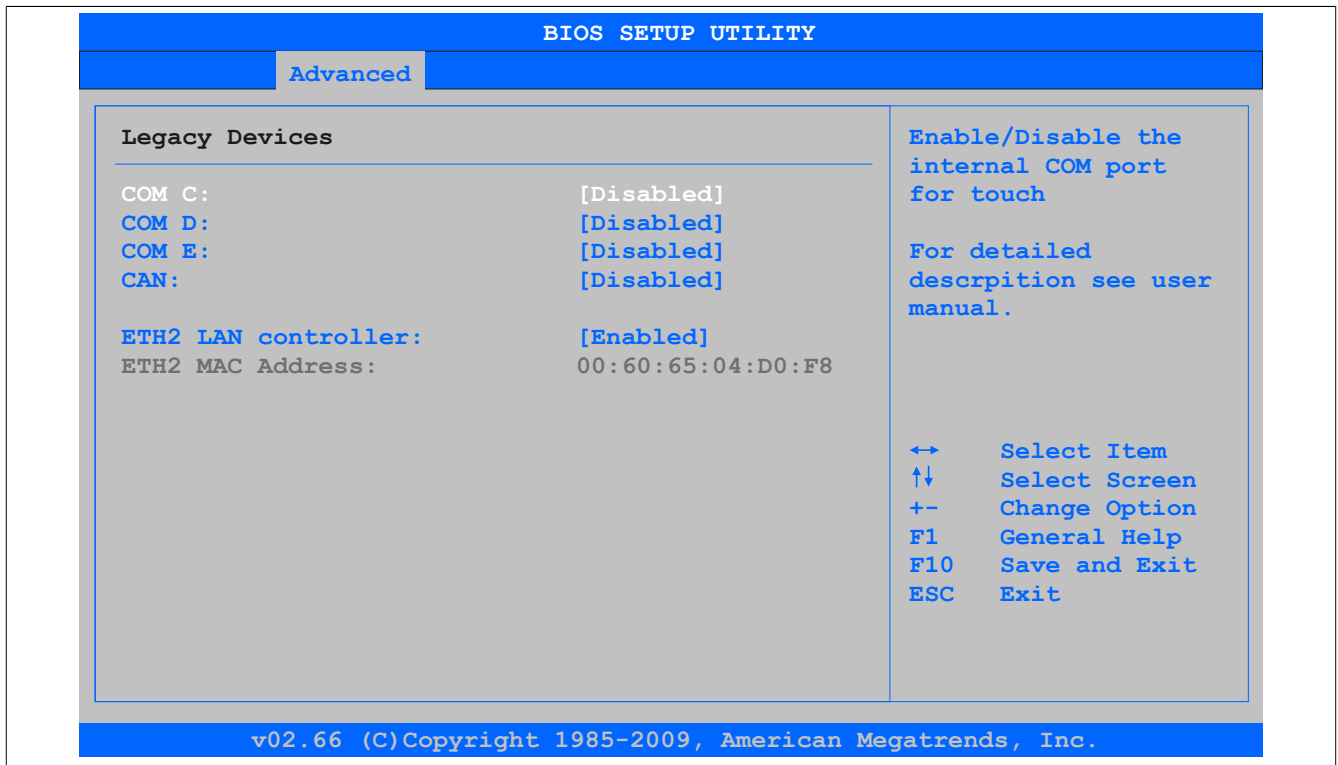 BIOS SETUP UTILITY
Advanced
Legacy Devices
COM C: [Disabled]
COM D: [Disabled]
COM E: [Disabled]
CAN: [Disabled]
ETH2 LAN controller: [Enabled]
ETH2 MAC Address: 00:60:65:04:D0:F8
Enable/Disable the
internal COM port
for touch
For detailed
descrpition see user
manual.
↔ Select Item
↑↓ Select Screen
+- Change Option
F1 General Help
F10 Save and Exit
ESC Exit
v02.66 (C)Copyright 1985-2009, American Megatrends, Inc.